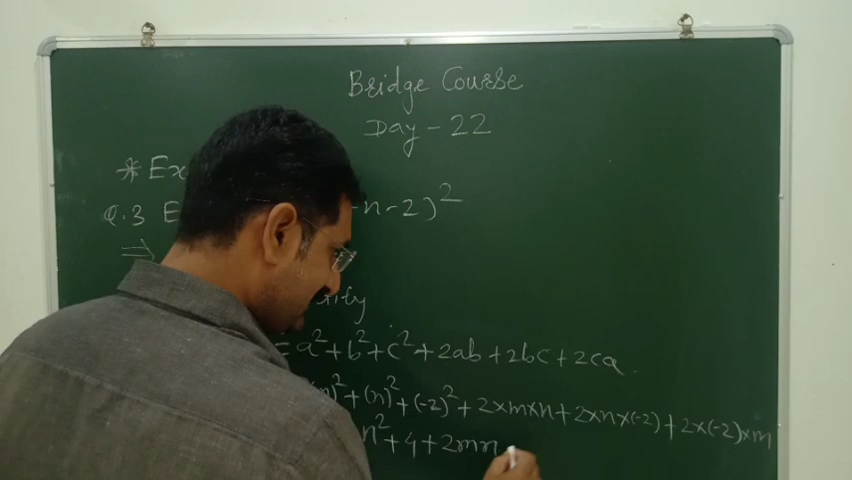 Bridge Course
Day - 22
* Ex
Q.3 E -n-2)²
⇒
tity
= a² + b² + c² + 2ab + 2bc + 2ca.
m)² + (n)² + (-2)² + 2×m×n + 2×n×(-2) + 2×(-2)×m
n² + 4 + 2mn